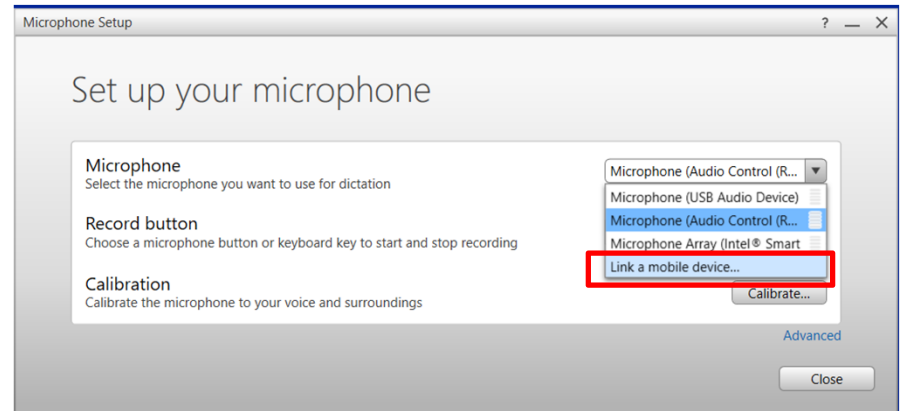 Microphone Setup
? — X
Set up your microphone
Microphone
Select the microphone you want to use for dictation
Microphone (Audio Control (R...
Microphone (USB Audio Device)
Microphone (Audio Control (R...
Microphone Array (Intel® Smart
Link a mobile device...
Record button
Choose a microphone button or keyboard key to start and stop recording
Calibration
Calibrate the microphone to your voice and surroundings
Calibrate...
Advanced
Close